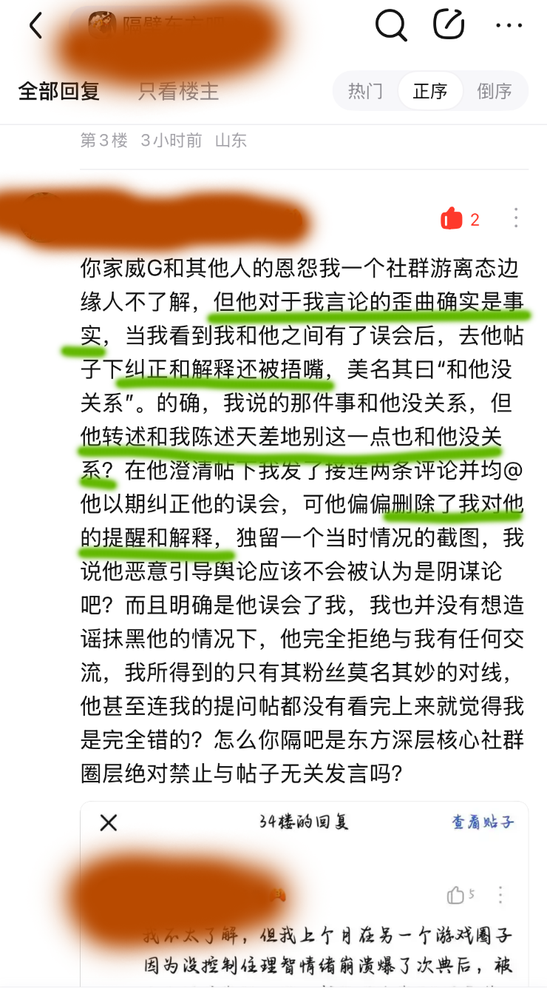 隔壁东方吧
全部回复 只看楼主 热门 正序 倒序
第3楼 3小时前 山东
2
你家威G和其他人的恩怨我一个社群游离态边
缘人不了解，但他对于我言论的歪曲确实是事
实，当我看到我和他之间有了误会后，去他帖
子下纠正和解释还被捂嘴，美名其曰“和他没
关系”。的确，我说的那件事和他没关系，但
他转述和我陈述天差地别这一点也和他没关
系？在他澄清帖下我发了接连两条评论并均@
他以期纠正他的误会，可他偏偏删除了我对他
的提醒和解释，独留一个当时情况的截图，我
说他恶意引导舆论应该不会被认为是阴谋论
吧？而且明确是他误会了我，我也并没有想造
谣抹黑他的情况下，他完全拒绝与我有任何交
流，我所得到的只有其粉丝莫名其妙的对线，
他甚至连我的提问帖都没有看完上来就觉得我
是完全错的？怎么你隔吧是东方深层核心社群
圈层绝对禁止与帖子无关发言吗？
34楼的回复 查看贴子
5
我不太了解，但我上个月在另一个游戏圈子
因为没控制住理智情绪崩溃爆了次典后，被